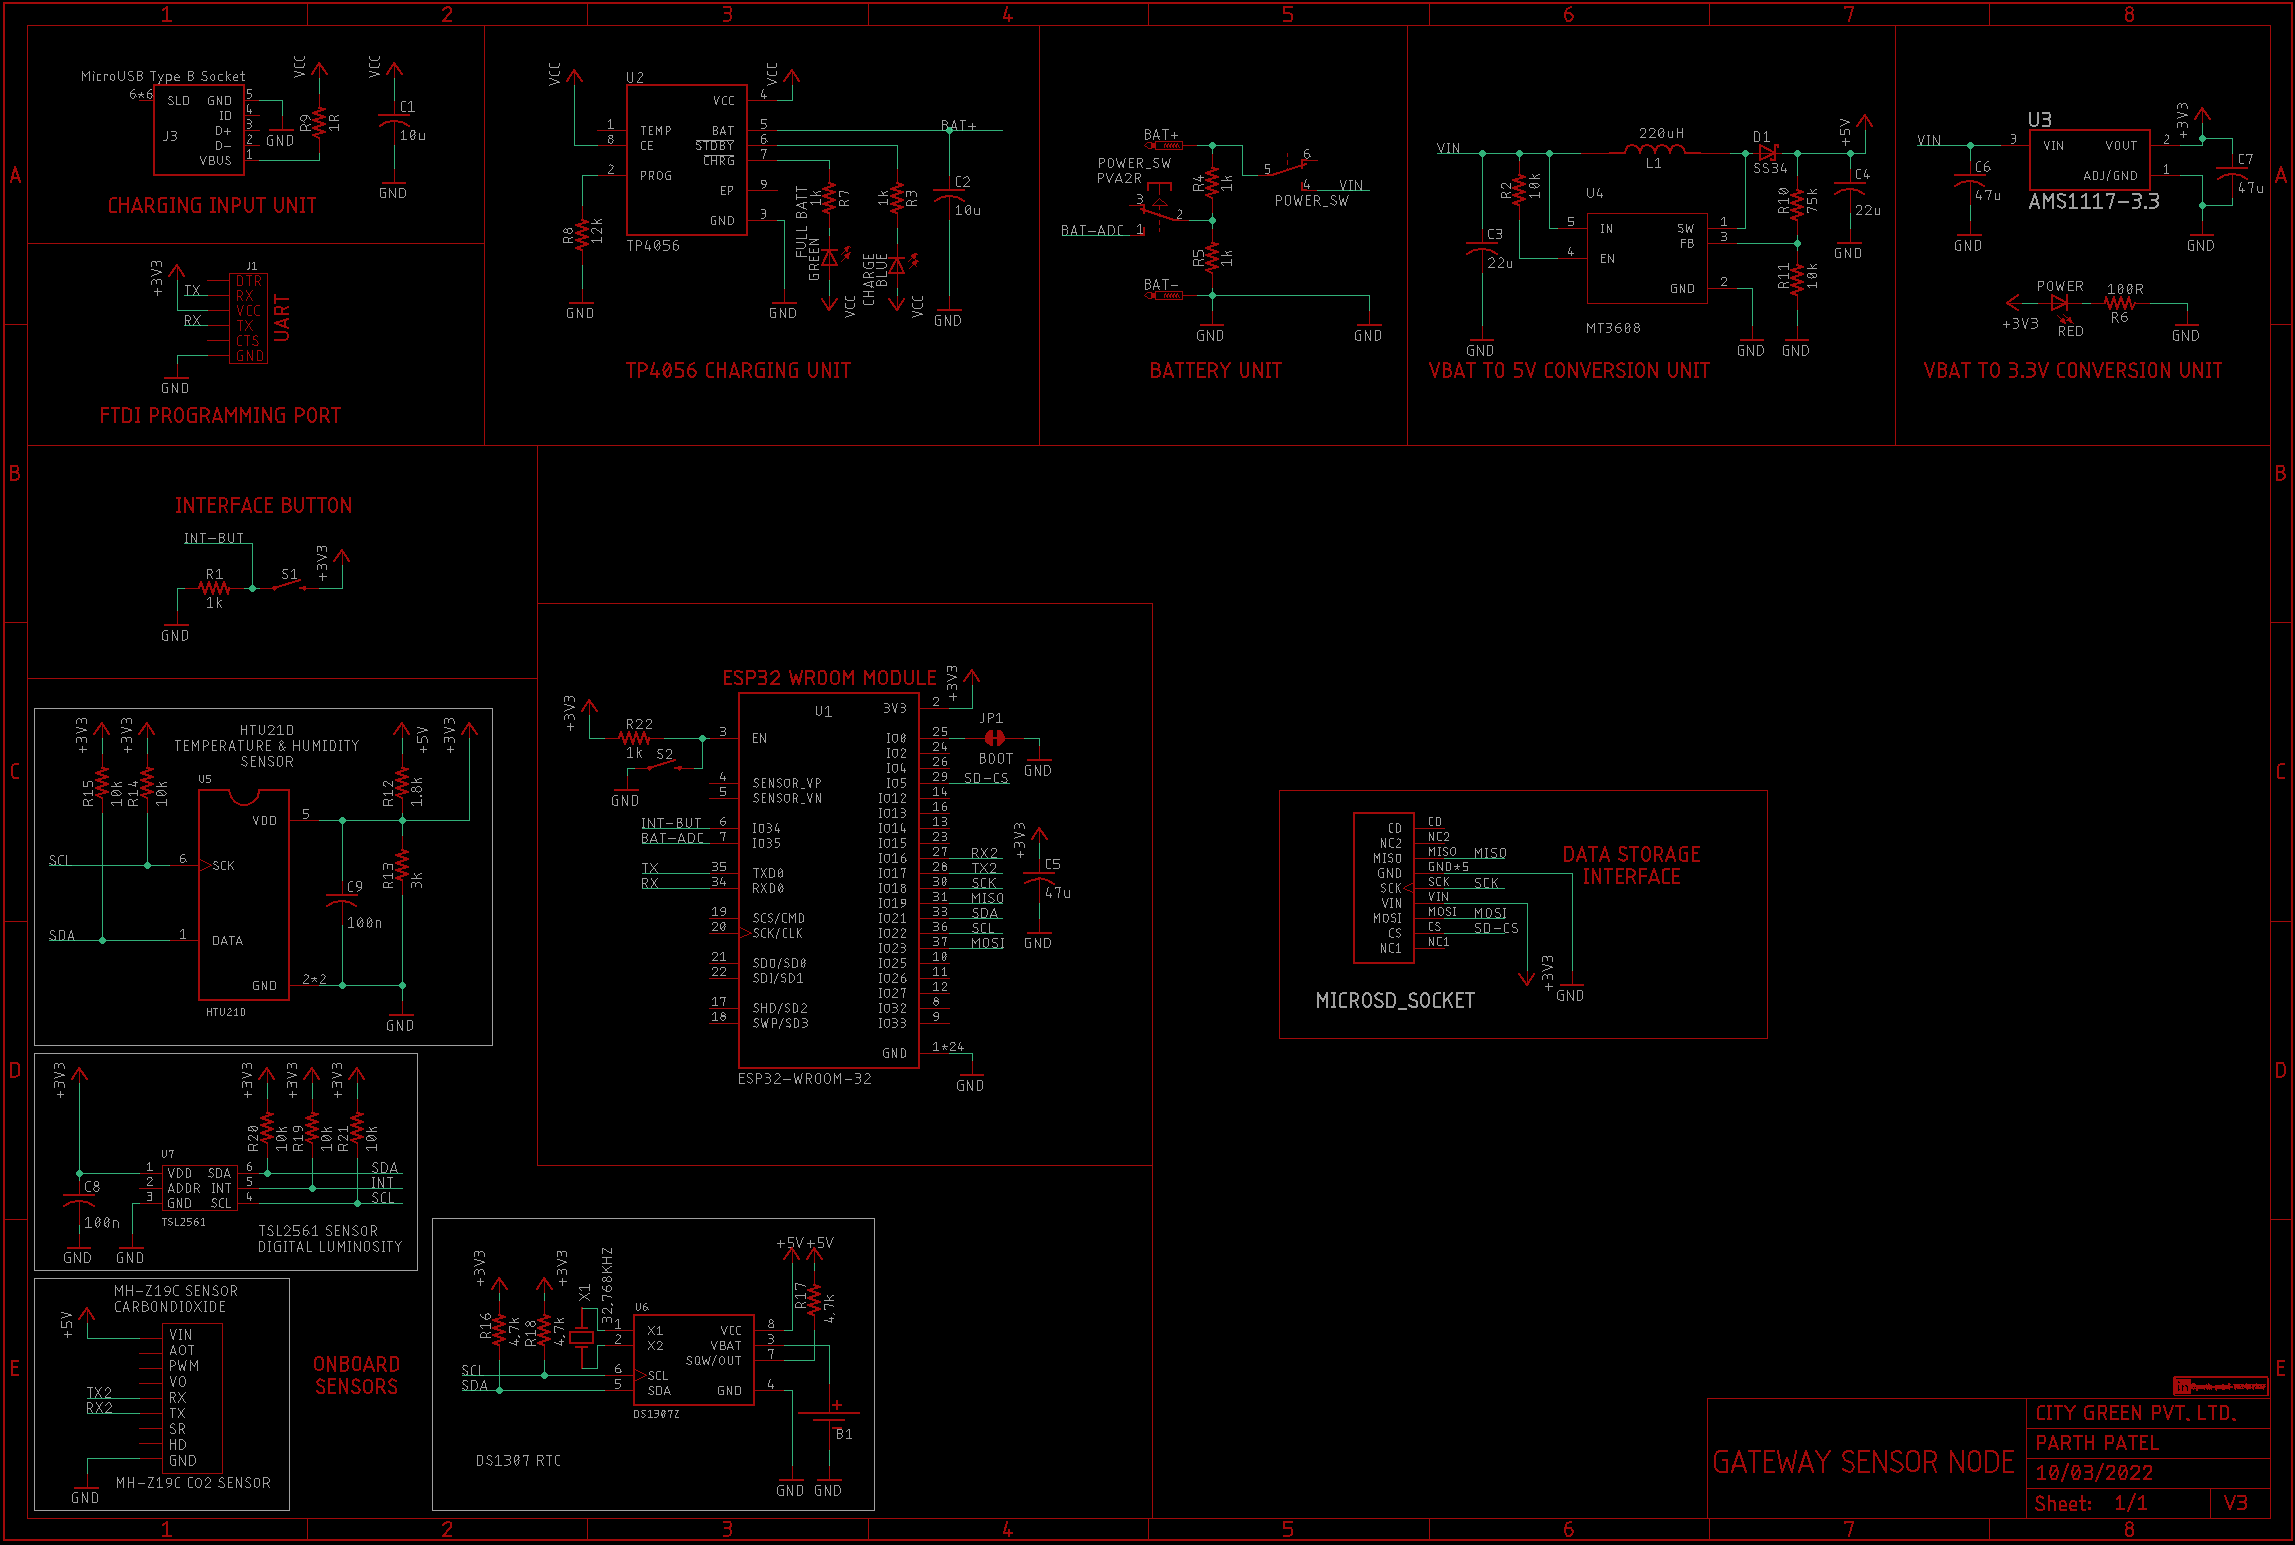 1 2 3 4 5 6 7 8
A
B
C
D
E
MicroUSB Type B Socket
6*6
SLD GND 5
ID 4
J3 D+ 3
D- 2
VBUS 1
GND
VCC
R9
1R
VCC
C1
10u
GND
CHARGING INPUT UNIT
+3V3
J1
DTR
TX RX
VCC
RX TX
CTS
GND
UART
GND
FTDI PROGRAMMING PORT
VCC
U2
VCC
VCC 4
1 TEMP BAT 5
8 CE STDBY 6
CHRG 7
2 PROG
EP 9
GND 3
TP4056
R8
12k
GND
GND
BAT+
1k
R7
FULL BATT
GREEN
VCC
1k
R3
CHARGE
BLUE
VCC
C2
10u
GND
TP4056 CHARGING UNIT
BAT+
POWER_SW
PVA2R
3
2
BAT-ADC 1
R4
1k
R5
1k
BAT-
GND
5
6
4 VIN
POWER_SW
GND
BATTERY UNIT
VIN
R2
10k
C3
22u
GND
220uH
L1
U4
5 IN SW 1
FB 3
4 EN
GND 2
MT3608
GND
D1
SS34
R10
75k
R11
10k
GND
+5V
C4
22u
GND
VBAT TO 5V CONVERSION UNIT
VIN
C6
47u
GND
U3
3 VIN VOUT 2
ADJ/GND 1
AMS1117-3.3
+3V3
C7
47u
GND
POWER
+3V3
RED
100R
R6
GND
VBAT TO 3.3V CONVERSION UNIT
INTERFACE BUTTON
INT-BUT
R1
1k
S1
+3V3
GND
ESP32 WROOM MODULE
+3V3
R22
1k
S2
GND
U1
3 EN
4 SENSOR_VP
5 SENSOR_VN
INT-BUT 6 IO34
BAT-ADC 7 IO35
TX 35 TXD0
RX 34 RXD0
19 SCS/CMD
20 SCK/CLK
21 SDO/SD0
22 SDI/SD1
17 SHD/SD2
18 SWP/SD3
3V3 2
+3V3
IO0 25
JP1
BOOT
GND
IO2 24
IO4 26
IO5 29 SD-CS
IO12 14
IO13 16
IO14 13
IO15 23
IO16 27 RX2
IO17 28 TX2
IO18 30 SCK
IO19 31 MISO
IO21 33 SDA
IO22 36 SCL
IO23 37 MOSI
IO25 10
IO26 11
IO27 12
IO32 8
IO33 9
GND 1*24
GND
+3V3
C5
47u
GND
ESP32-WROOM-32
CD CD
NC2 NC2
MISO MISO MISO
GND GND*5
SCK SCK SCK
VIN VIN
MOSI MOSI MOSI
CS CS SD-CS
NC1 NC1
+3V3
GND
MICROSD_SOCKET
DATA STORAGE
INTERFACE
+3V3
+3V3
HTU21D
TEMPERATURE & HUMIDITY
SENSOR
+5V
+3V3
R15
10k
R14
10k
U5
R12
1.8k
VDD 5
SCL 6 SCK
SDA 1 DATA
GND 2*2
HTU21D
C9
100n
R13
3K
GND
+3V3
C8
100n
GND
GND
+3V3
+3V3
+3V3
R20
10k
R19
10k
R21
10k
U7
1 VDD SDA 6 SDA
2 ADDR INT 5 INT
3 GND SCL 4 SCL
TSL2561
TSL2561 SENSOR
DIGITAL LUMINOSITY
MH-Z19C SENSOR
CARBONDIOXIDE
+5V
VIN
AOT
PWM
VO
TX2 RX
RX2 TX
SR
HD
GND
GND
MH-Z19C CO2 SENSOR
ONBOARD
SENSORS
+3V3
+3V3
R16
4,7k
R18
4,7k
X1
32,768KHZ
U6
1 X1 VCC 8
2 X2 VBAT 3
SQW/OUT 7
SCL 6 SCL
SDA 5 SDA GND 4
DS1307Z
+5V +5V
R17
4,7k
+
B1
GND GND
DS1307 RTC
GATEWAY SENSOR NODE
CITY GREEN PVT. LTD.
PARTH PATEL
10/03/2022
Sheet: 1/1
V3
A
B
C
D
E
1 2 3 4 5 6 7 8